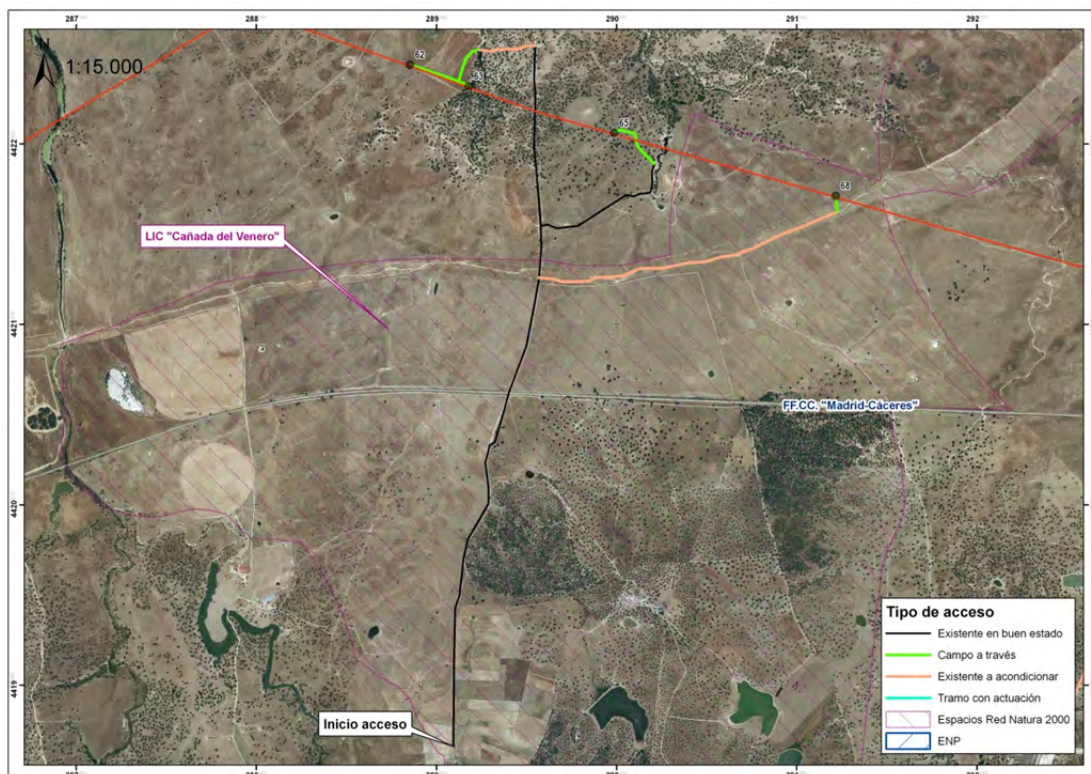 287
288
289
290
291
292
1:15.000
62
63
65
68
4422
4421
4420
4419
LIC "Cañada del Venero"
FF.CC. "Madrid-Cáceres"
Inicio acceso
Tipo de acceso
Existente en buen estado
Campo a través
Existente a acondicionar
Tramo con actuación
Espacios Red Natura 2000
ENP